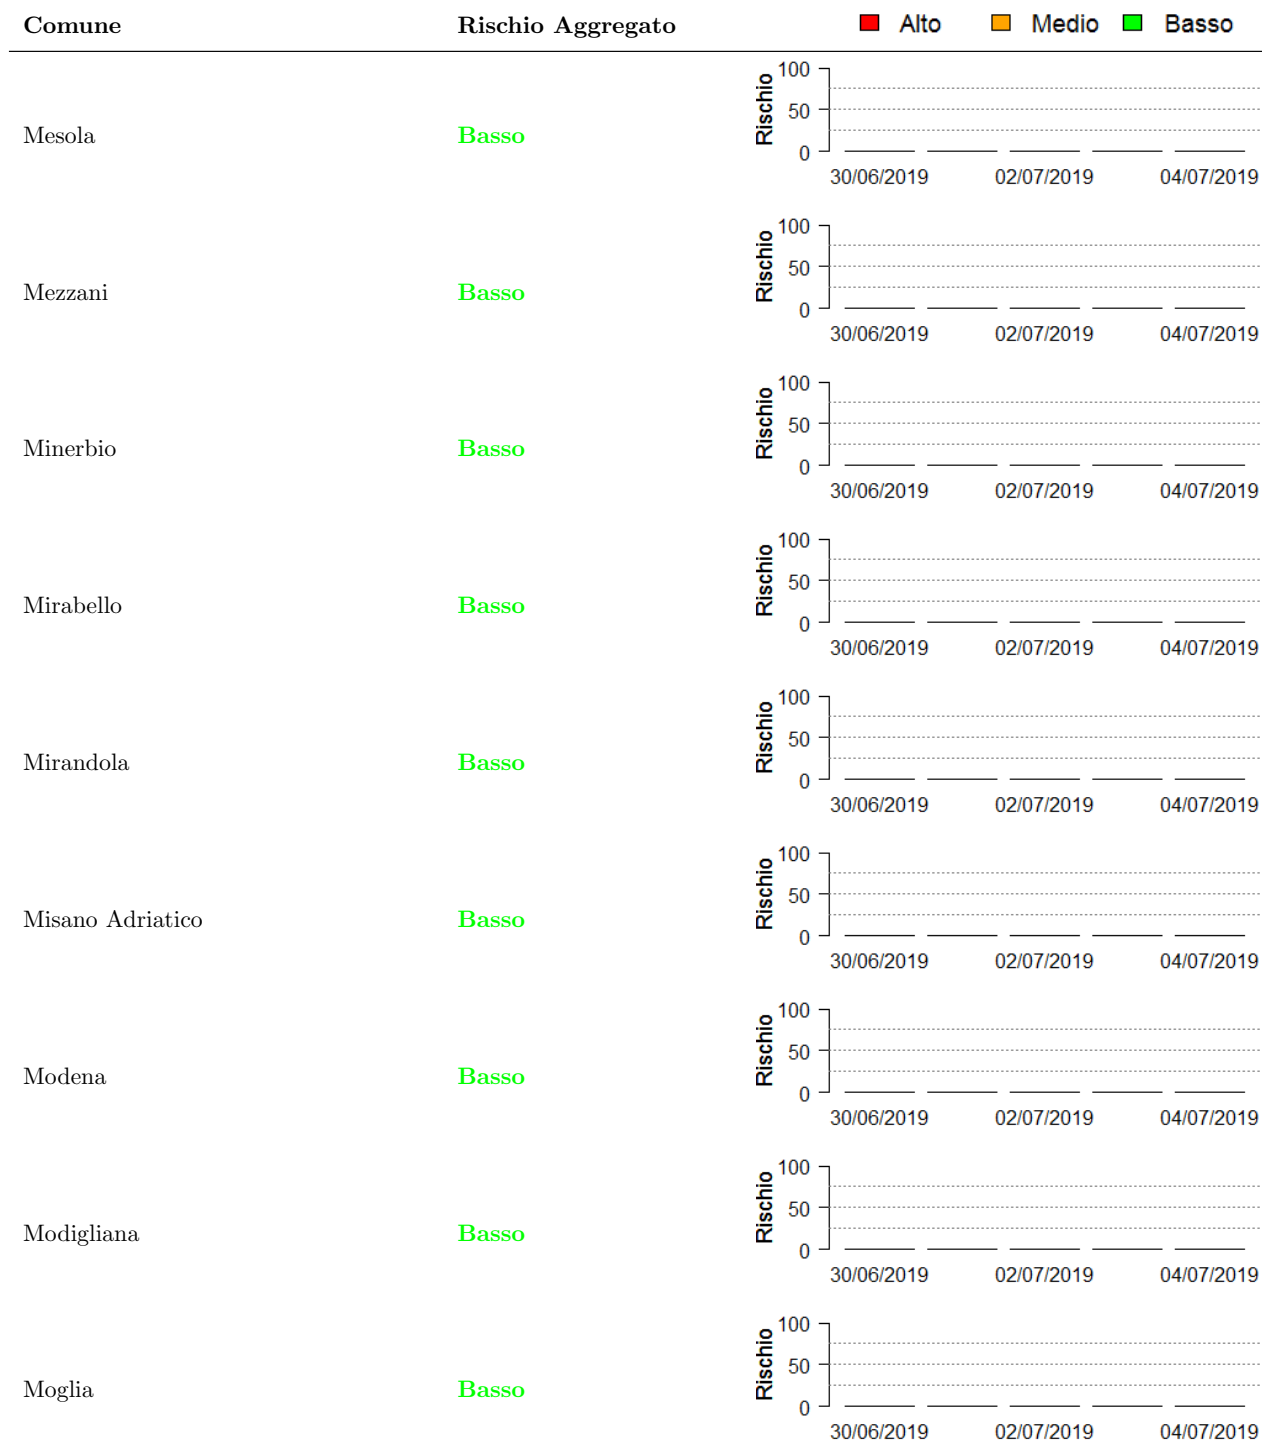 Comune Rischio Aggregato Alto Medio Basso
100
Rischio
50
Mesola Basso
0
30/06/2019 02/07/2019 04/07/2019
100
Rischio
50
Mezzani Basso
0
30/06/2019 02/07/2019 04/07/2019
100
Rischio
50
Minerbio Basso
0
30/06/2019 02/07/2019 04/07/2019
100
Rischio
50
Mirabello Basso
0
30/06/2019 02/07/2019 04/07/2019
100
Rischio
50
Mirandola Basso
0
30/06/2019 02/07/2019 04/07/2019
100
Rischio
50
Misano Adriatico Basso
0
30/06/2019 02/07/2019 04/07/2019
100
Rischio
50
Modena Basso
0
30/06/2019 02/07/2019 04/07/2019
100
Rischio
50
Modigliana Basso
0
30/06/2019 02/07/2019 04/07/2019
100
Rischio
50
Moglia Basso
0
30/06/2019 02/07/2019 04/07/2019